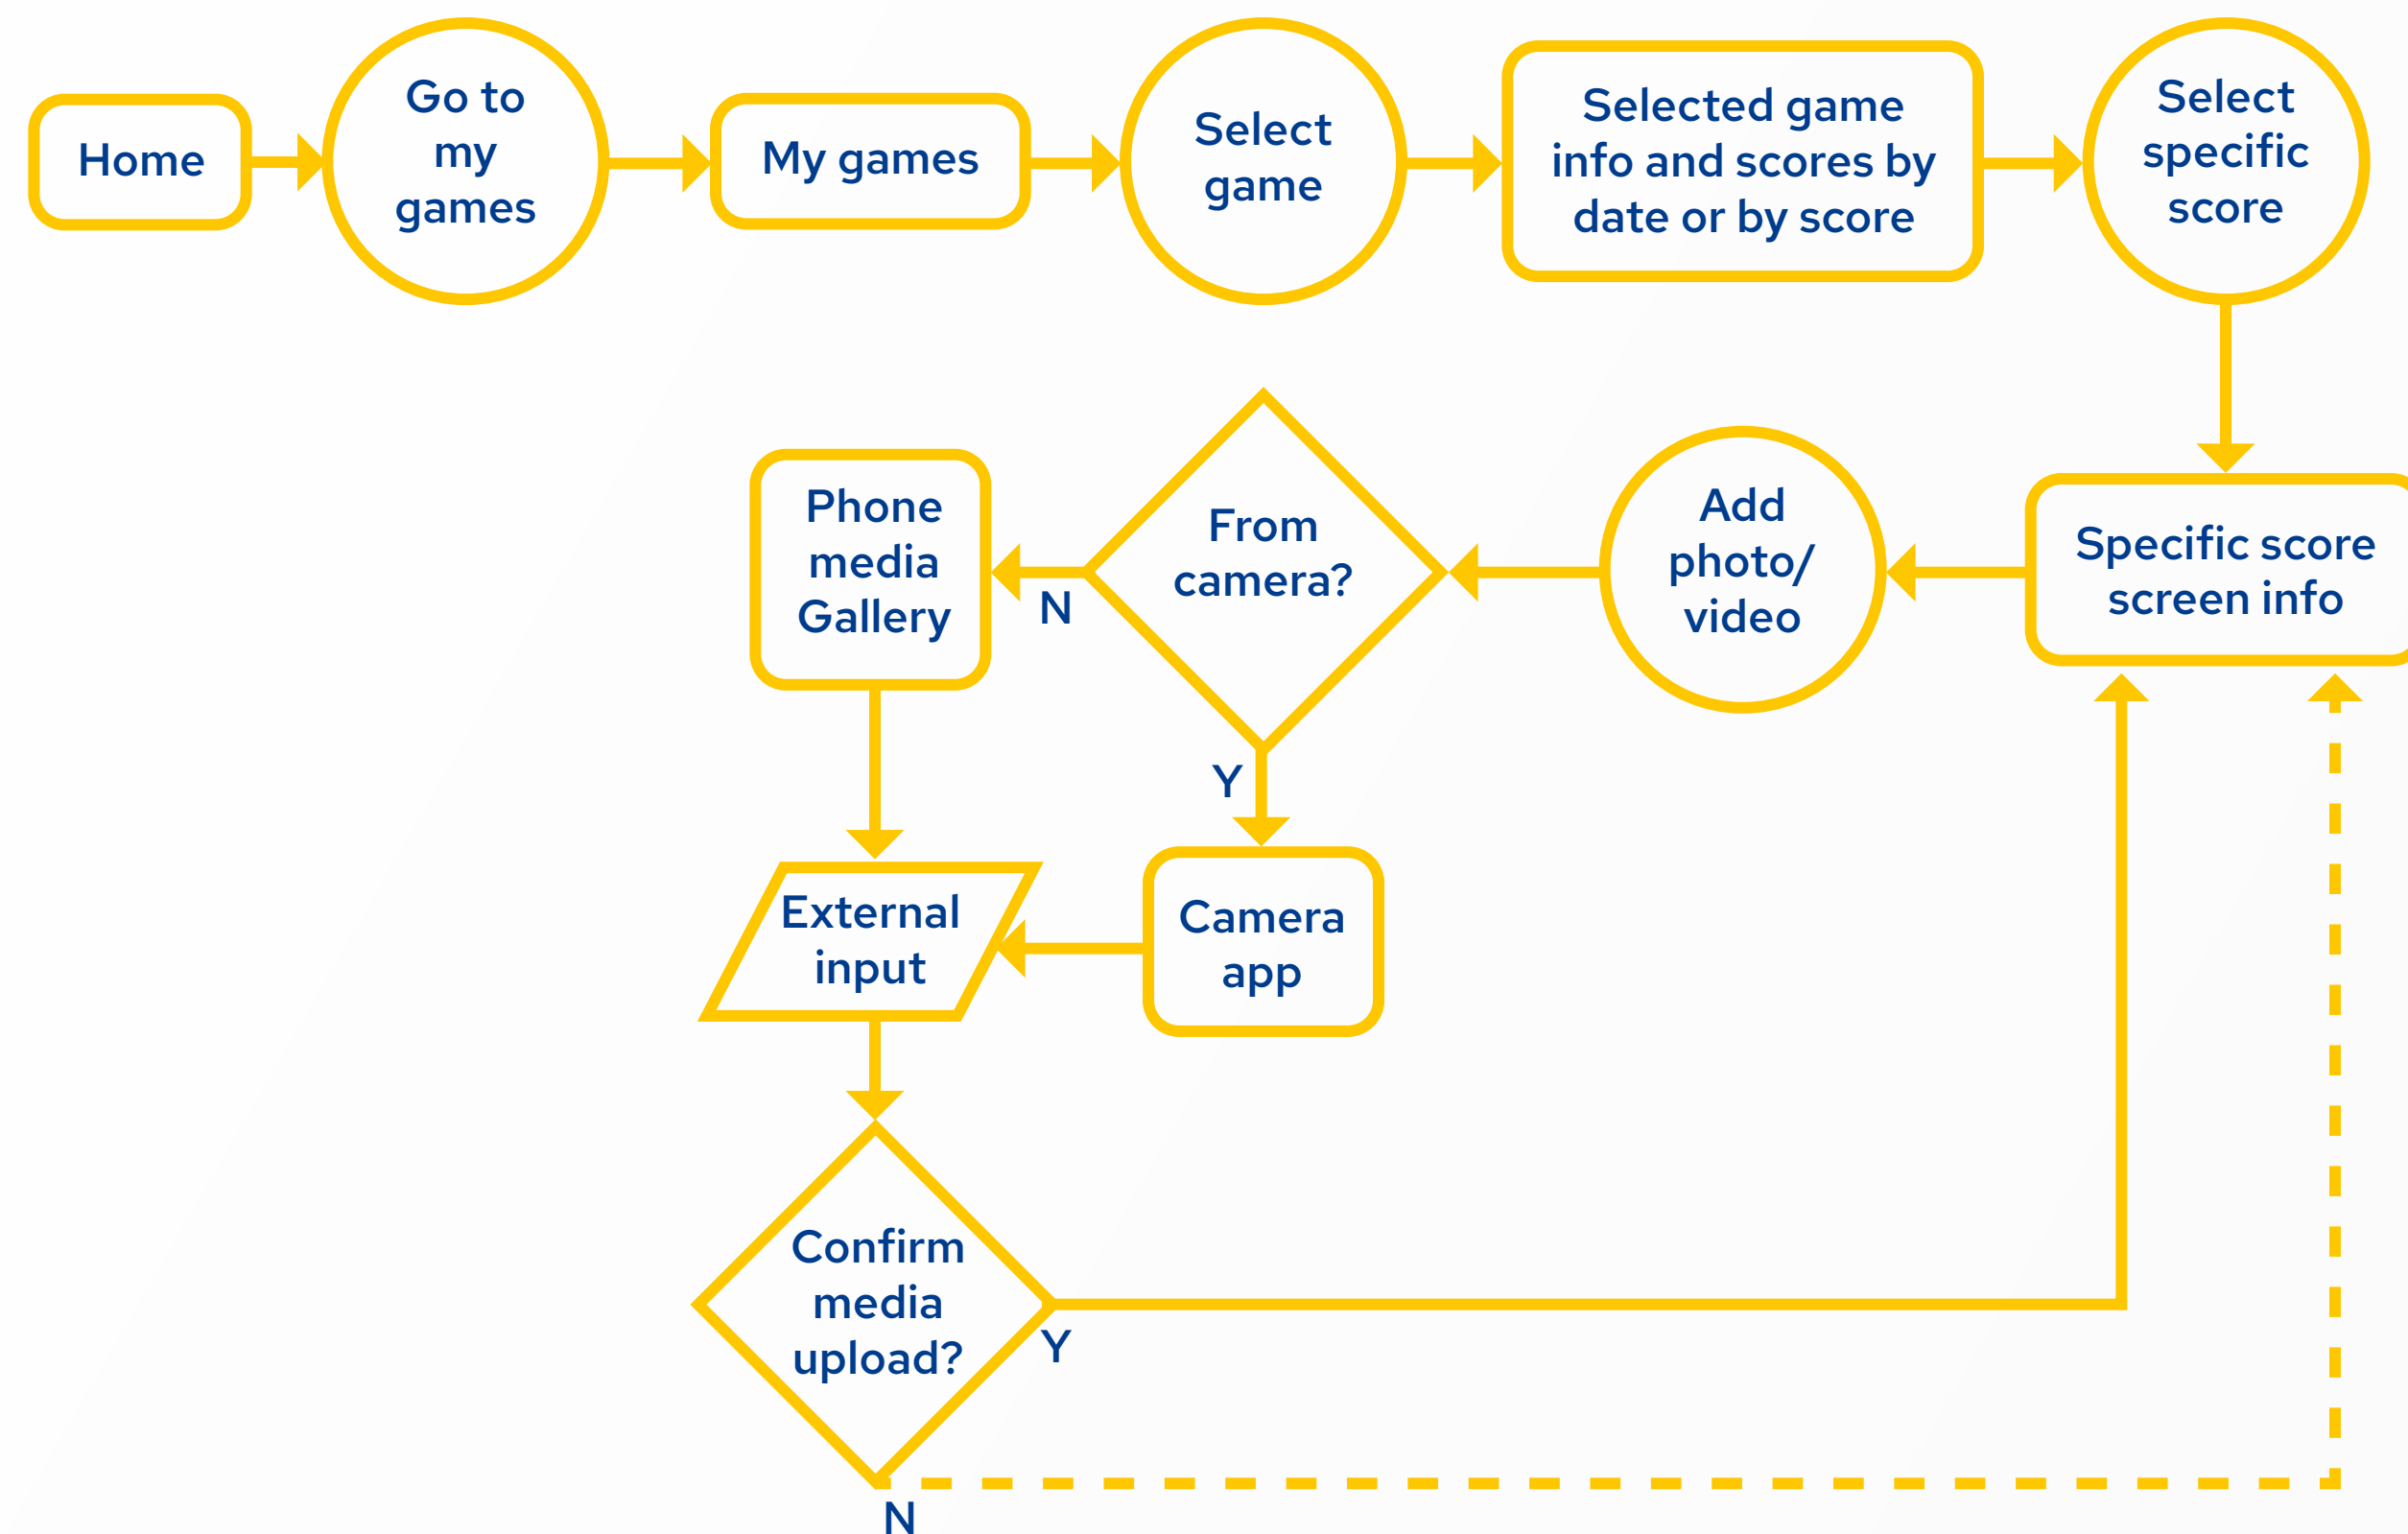 Home
Go to
my
games
My games
Select
game
Selected game
info and scores by
date or by score
Select
specific
score
Specific score
screen info
Add
photo/
video
From
camera?
N
Y
Phone
media
Gallery
Camera
app
External
input
Confirm
media
upload?
Y
N